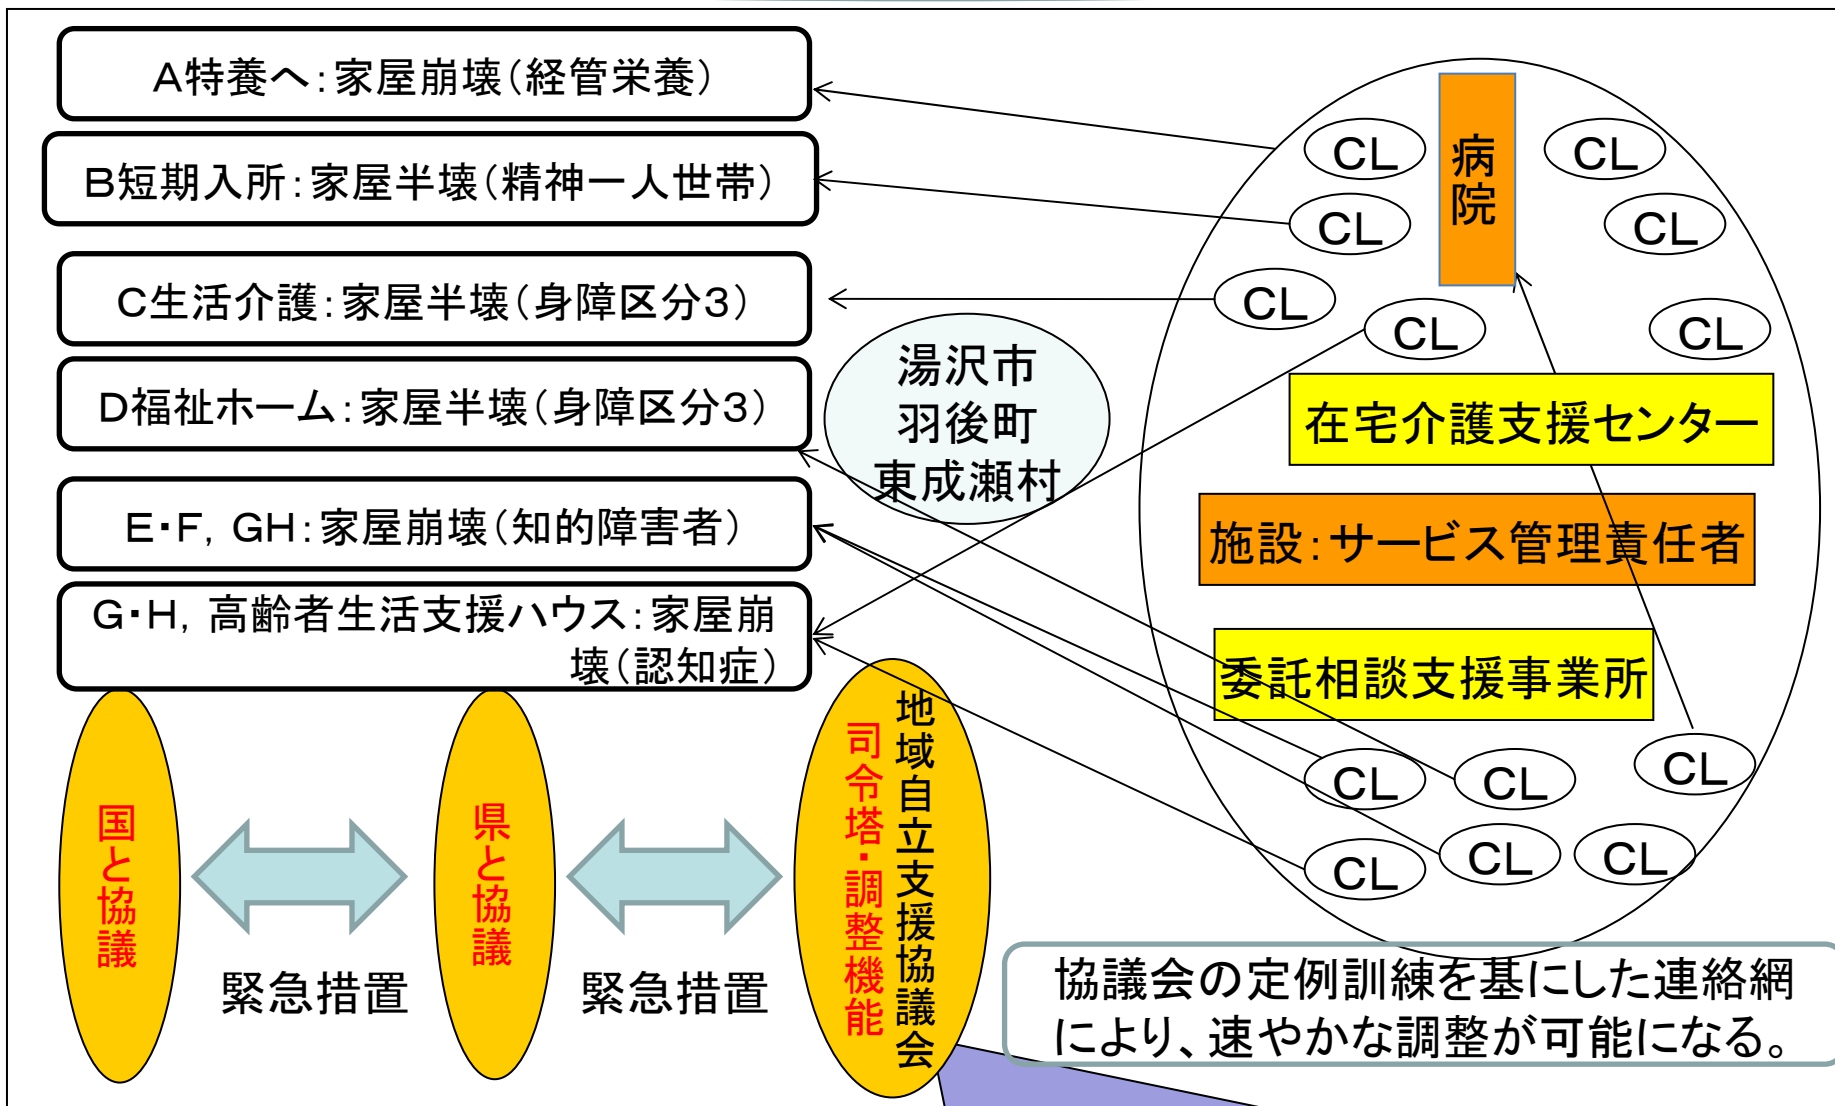 A特養へ：家屋崩壊（経管栄養）
B短期入所：家屋半壊（精神一人世帯）
C生活介護：家屋半壊（身障区分3）
D福祉ホーム：家屋半壊（身障区分3）
E・F，GH：家屋崩壊（知的障害者）
G・H，高齢者生活支援ハウス：家屋崩
壊（認知症）
湯沢市
羽後町
東成瀬村
CL
病院
CL
CL
CL
CL
CL
CL
在宅介護支援センター
施設：サービス管理責任者
委託相談支援事業所
CL
CL
CL
CL
CL
CL
国と協議
緊急措置
県と協議
緊急措置
地域自立支援協議会
司令塔・調整機能
協議会の定例訓練を基にした連絡網
により、速やかな調整が可能になる。